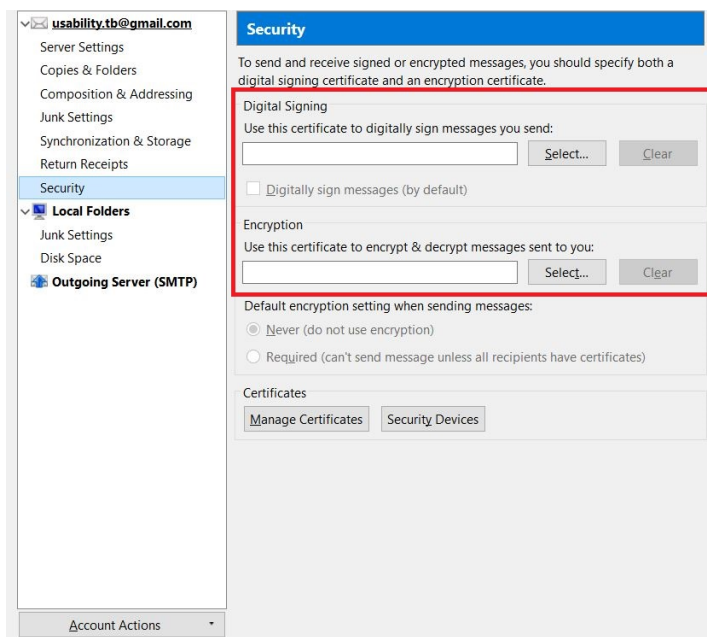 usability.tb@gmail.com
Server Settings
Copies & Folders
Composition & Addressing
Junk Settings
Synchronization & Storage
Return Receipts
Security
Local Folders
Junk Settings
Disk Space
Outgoing Server (SMTP)
Account Actions
Security
To send and receive signed or encrypted messages, you should specify both a
digital signing certificate and an encryption certificate.
Digital Signing
Use this certificate to digitally sign messages you send:
Select... Clear
Digitally sign messages (by default)
Encryption
Use this certificate to encrypt & decrypt messages sent to you:
Select... Clear
Default encryption setting when sending messages:
Never (do not use encryption)
Required (can't send message unless all recipients have certificates)
Certificates
Manage Certificates Security Devices